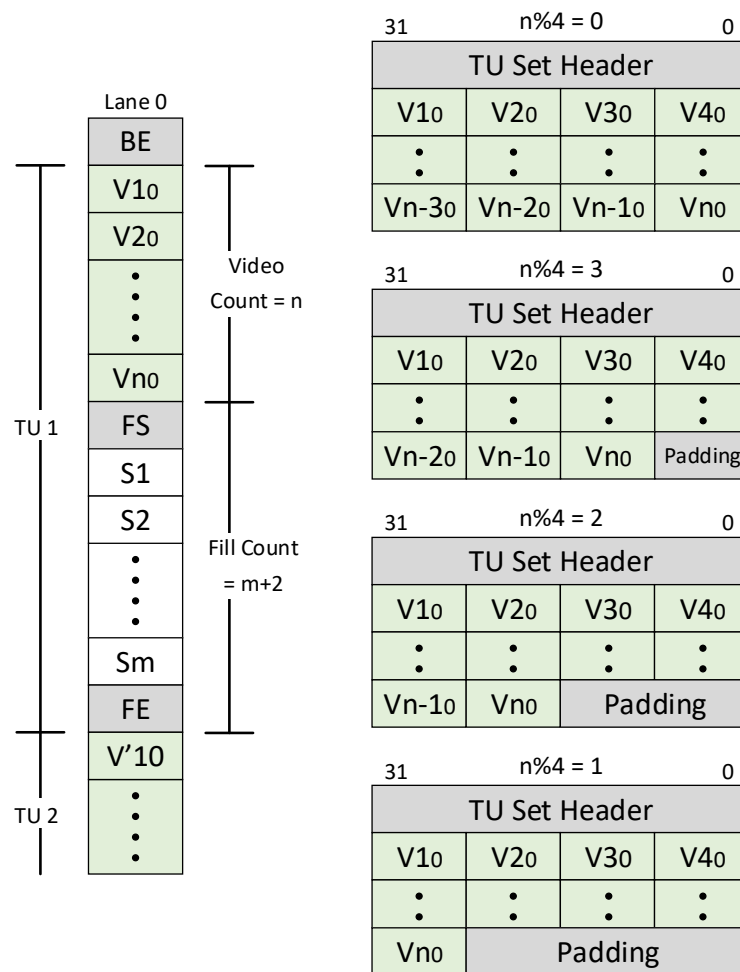 Lane 0
BE
V10
V20
Vn0
FS
S1
S2
Sm
FE
V'10
TU 1
TU 2
Video
Count = n
Fill Count
= m+2
n%4 = 0
31 0
TU Set Header
V10 V20 V30 V40
Vn-30 Vn-20 Vn-10 Vn0
31 n%4 = 3 0
TU Set Header
V10 V20 V30 V40
Vn-20 Vn-10 Vn0 Padding
31 n%4 = 2 0
TU Set Header
V10 V20 V30 V40
Vn-10 Vn0 Padding
31 n%4 = 1 0
TU Set Header
V10 V20 V30 V40
Vn0 Padding